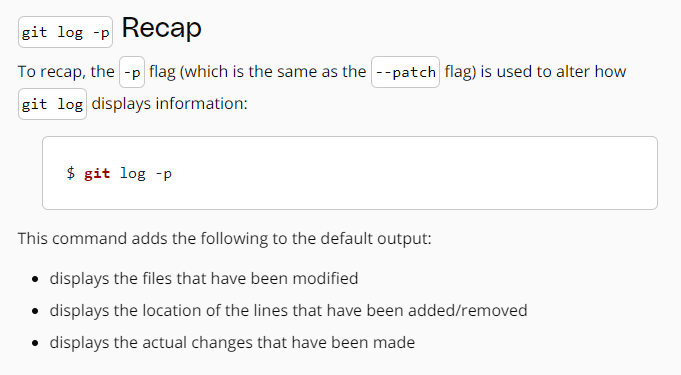 git log -p Recap
To recap, the -p flag (which is the same as the --patch flag) is used to alter how
git log displays information:
$ git log -p
This command adds the following to the default output:
• displays the files that have been modified
• displays the location of the lines that have been added/removed
• displays the actual changes that have been made